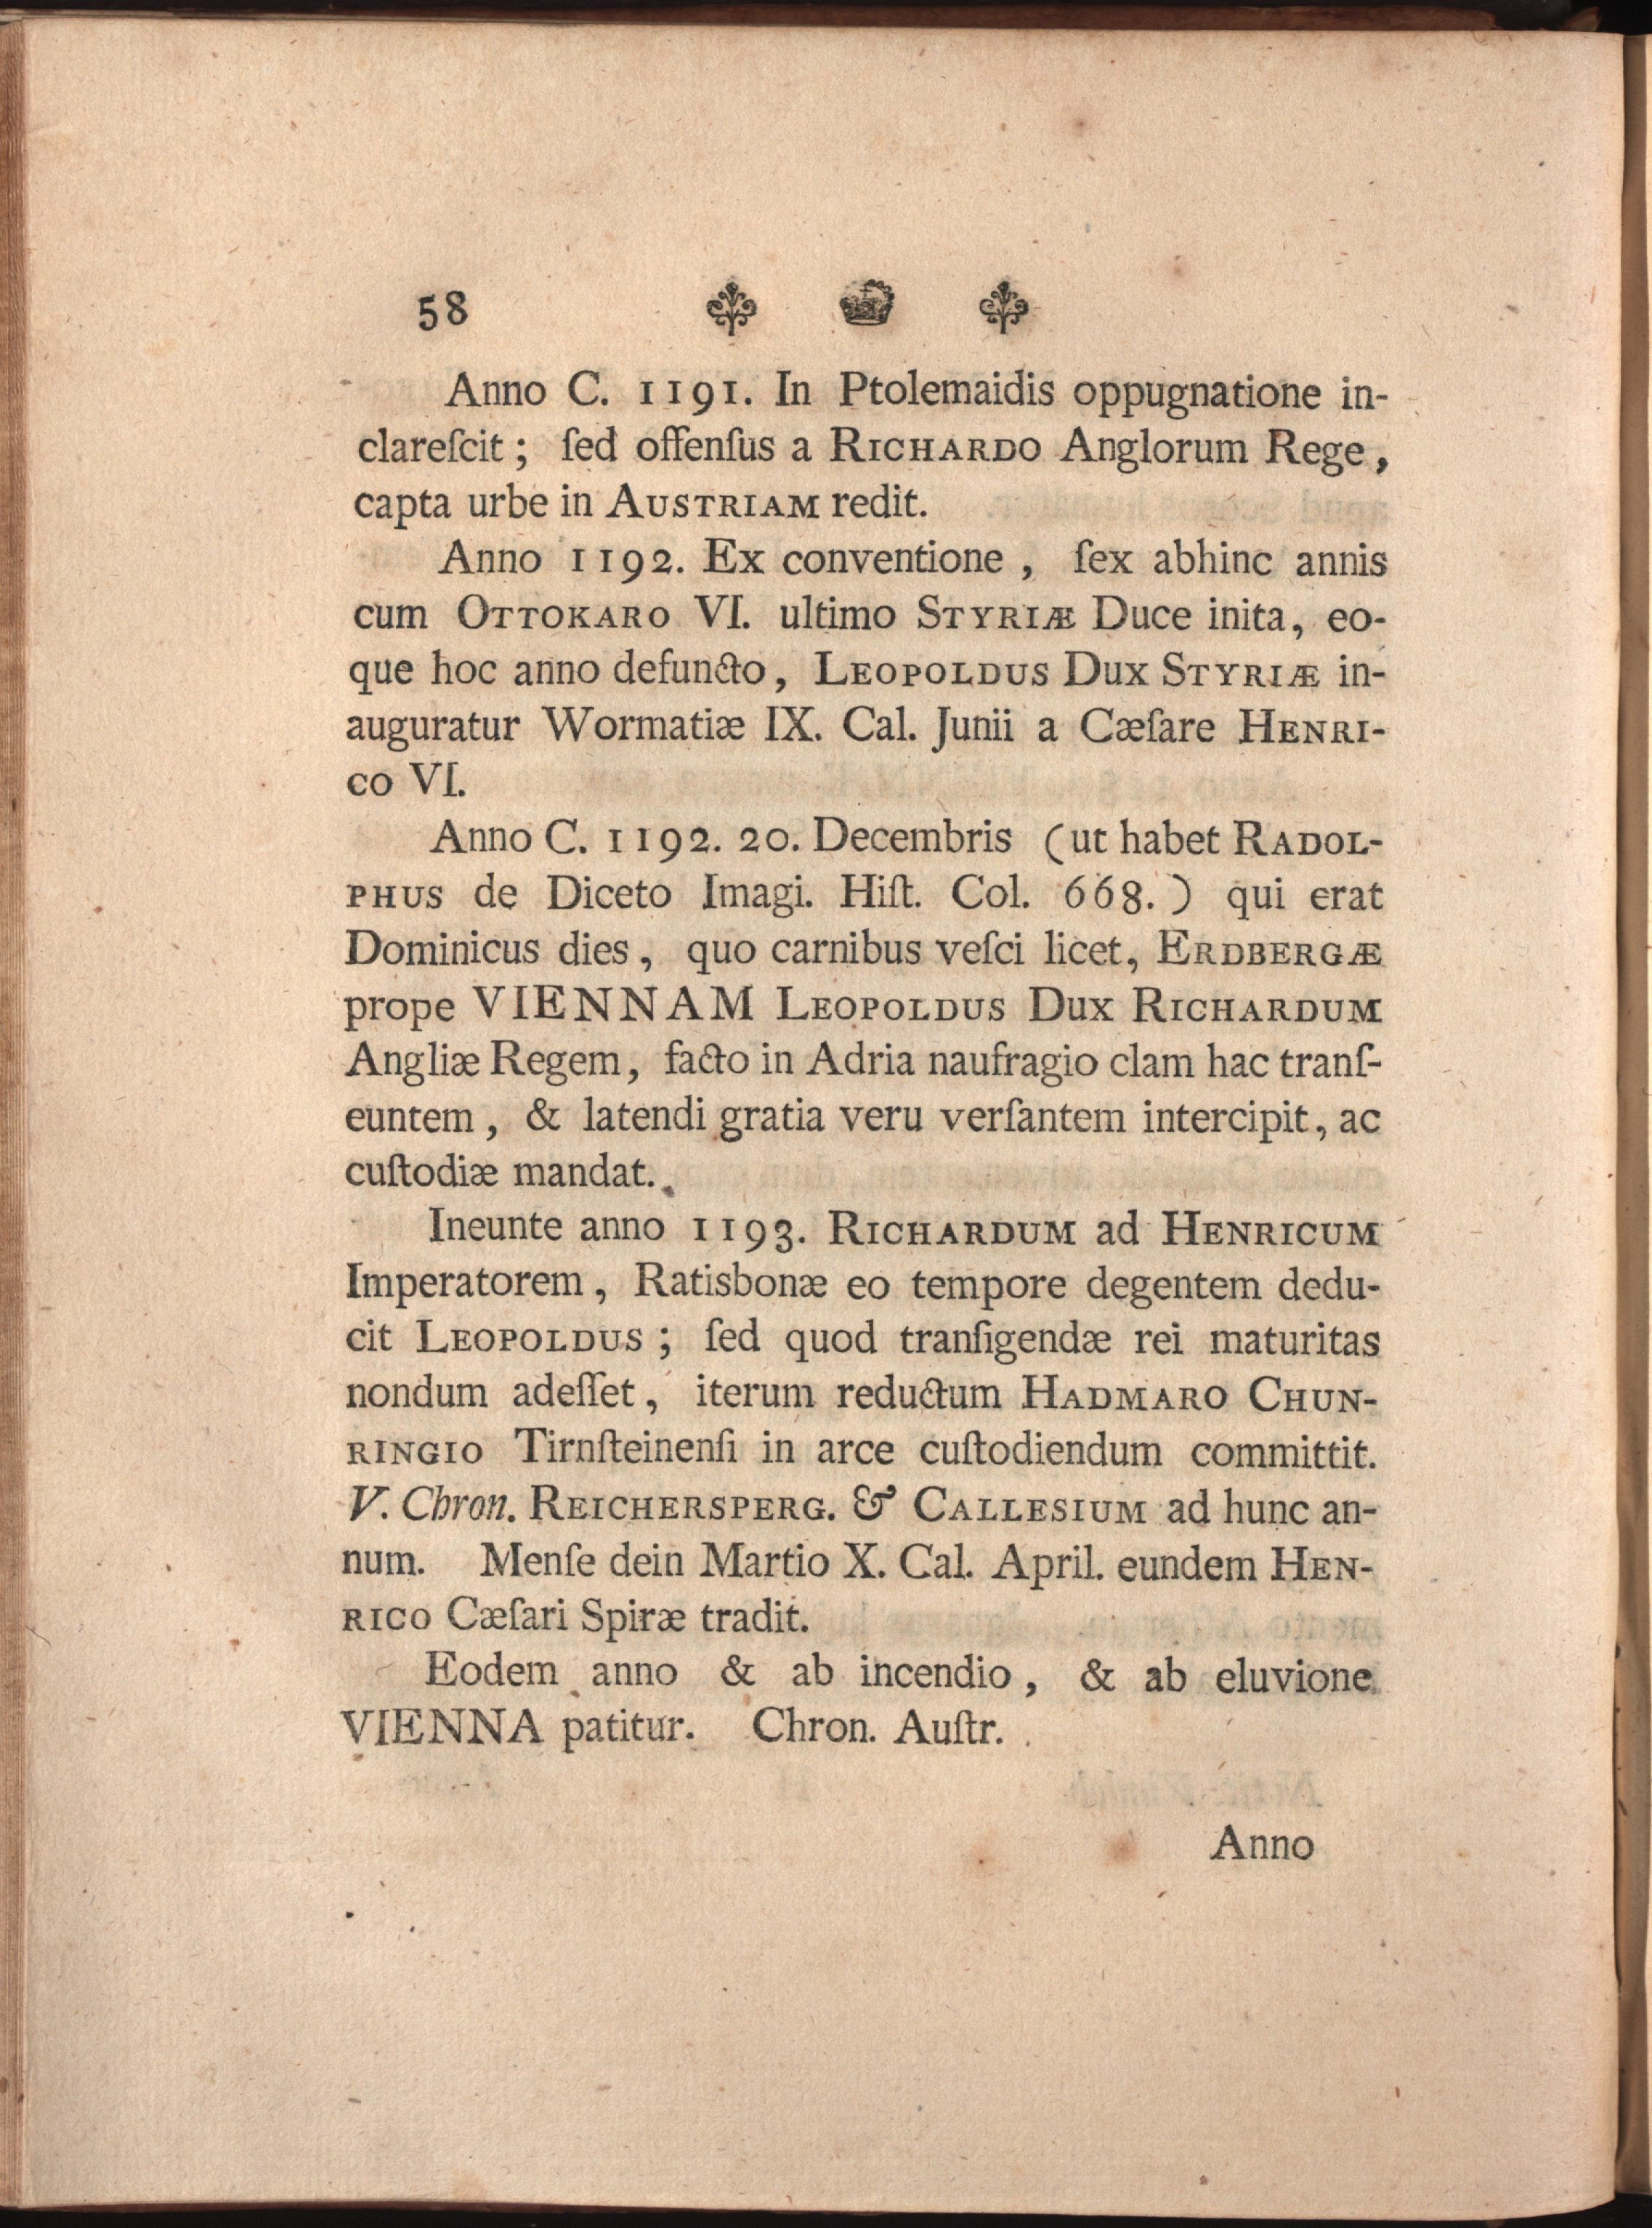 58
Anno C. 1191. In Ptolemaidis oppugnatione in-
clareſcit; ſed offenſus a RICHARDO Anglorum Rege,
capta urbe in AUSTRIAM redit.
Anno 1192. Ex conventione, ſex abhinc annis
cum OTTOKARO VI. ultimo STYRIÆ Duce inita, eo-
que hoc anno defuncto, LEOPOLDUS Dux STYRIÆ in-
auguratur Wormatiæ IX. Cal. Junii a Cæſare HENRI-
CO VI.
Anno C. 1192. 20. Decembris (ut habet RADOL-
PHUS de Diceto Imagi. Hiſt. Col. 668.) qui erat
Dominicus dies, quo carnibus veſci licet, ERDBERGÆ
prope VIENNAM LEOPOLDUS Dux RICHARDUM
Angliæ Regem, facto in Adria naufragio clam hac tranſ-
euntem, & latendi gratia veru verſantem intercipit, ac
cuſtodiæ mandat.
Ineunte anno 1193. RICHARDUM ad HENRICUM
Imperatorem, Ratisbonæ eo tempore degentem dedu-
cit LEOPOLDUS; ſed quod tranſigendæ rei maturitas
nondum adeſſet, iterum reductum HADMARO CHUN-
RINGIO Tirnſteinenſi in arce cuſtodiendum committit.
V. Chron. REICHERSPERG. & CALLESIUM ad hunc an-
num. Menſe dein Martio X. Cal. April. eundem HEN-
RICO Cæſari Spiræ tradit.
Eodem anno & ab incendio, & ab eluvione
VIENNA patitur. Chron. Auſtr.
Anno